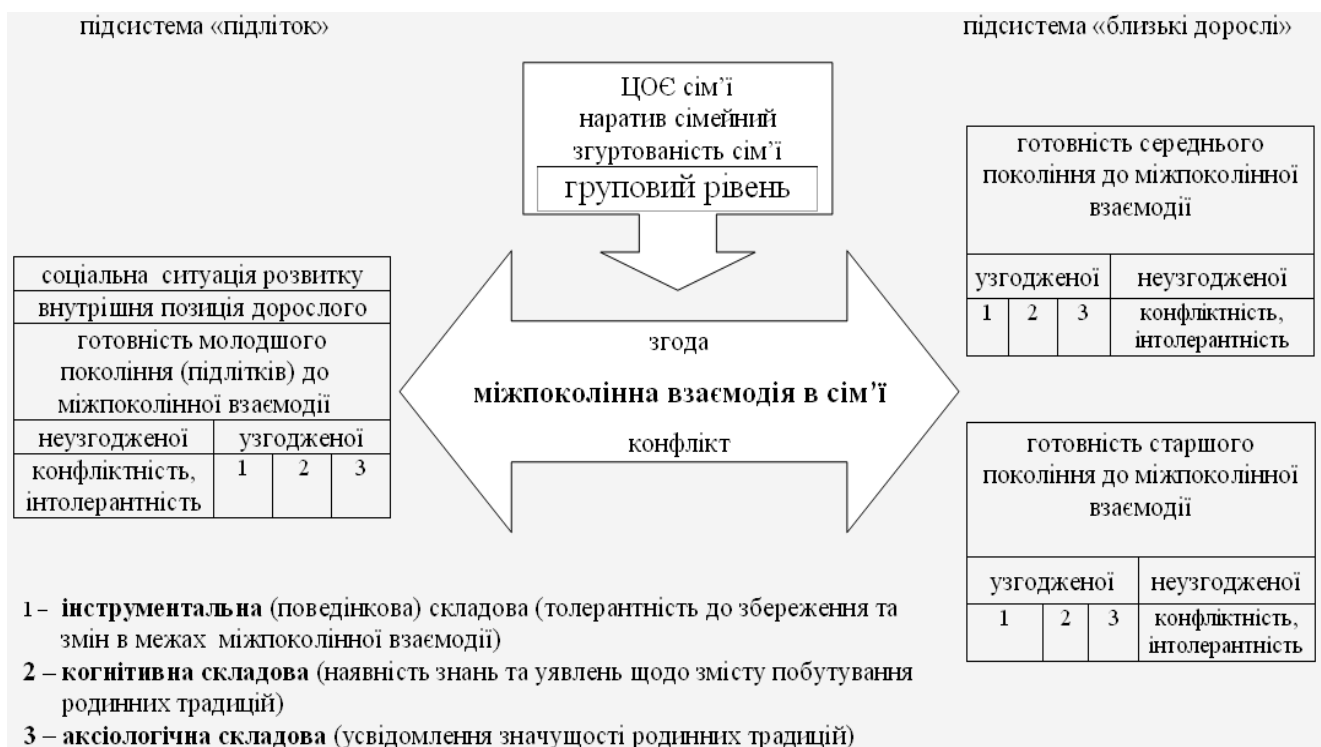 підсистема «підліток»
підсистема «близькі дорослі»
ЦОЄ сім’ї
наратив сімейний
згуртованість сім’ї
груповий рівень
соціальна ситуація розвитку
внутрішня позиція дорослого
готовність молодшого
покоління (підлітків) до
міжпоколінної взаємодії
неузгодженої узгодженої
конфліктність, 1 2 3
інтолерантність
згода
міжпоколінна взаємодія в сім’ї
конфлікт
готовність середнього
покоління до міжпоколінної
взаємодії
узгодженої неузгодженої
1 2 3 конфліктність,
інтолерантність
готовність старшого
покоління до міжпоколінної
взаємодії
узгодженої неузгодженої
1 2 3 конфліктність,
інтолерантність
1 – інструментальна (поведінкова) складова (толерантність до збереження та
змін в межах міжпоколінної взаємодії)
2 – когнітивна складова (наявність знань та уявлень щодо змісту побутування
родинних традицій)
3 – аксіологічна складова (усвідомлення значущості родинних традицій)